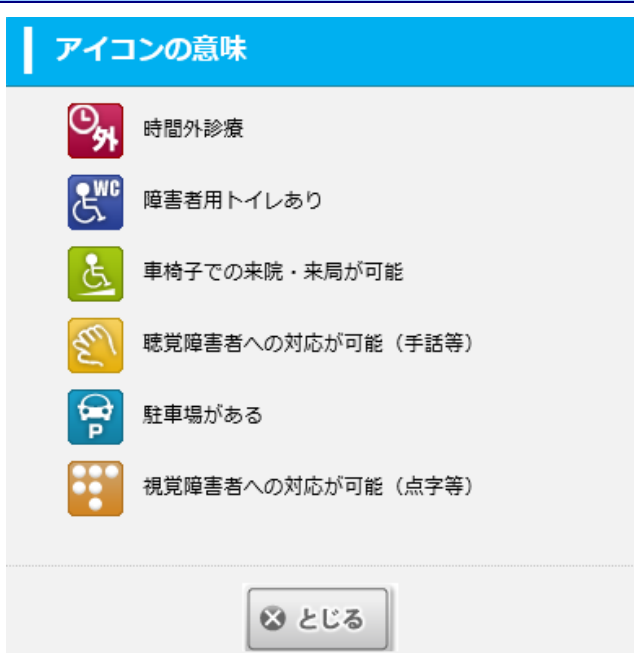 アイコンの意味
外
時間外診療
WC
障害者用トイレあり
車椅子での来院・来局が可能
聴覚障害者への対応が可能（手話等）
P
駐車場がある
視覚障害者への対応が可能（点字等）
とじる